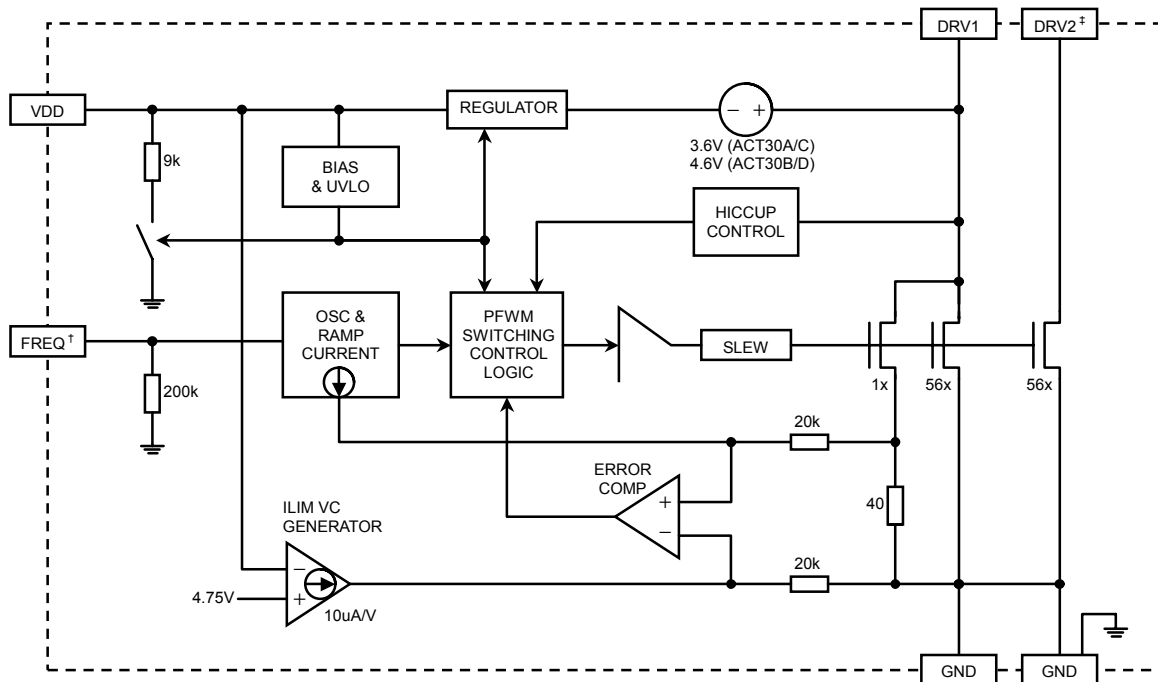 DRV1
DRV2‡
VDD
REGULATOR
− +
3.6V (ACT30A/C)
4.6V (ACT30B/D)
9k
BIAS
& UVLO
HICCUP
CONTROL
FREQ†
OSC &
RAMP
CURRENT
PFWM
SWITCHING
CONTROL
LOGIC
SLEW
1x
56x
56x
200k
20k
ERROR
COMP
+
−
40
ILIM VC
GENERATOR
20k
−
4.75V
+
10uA/V
GND
GND